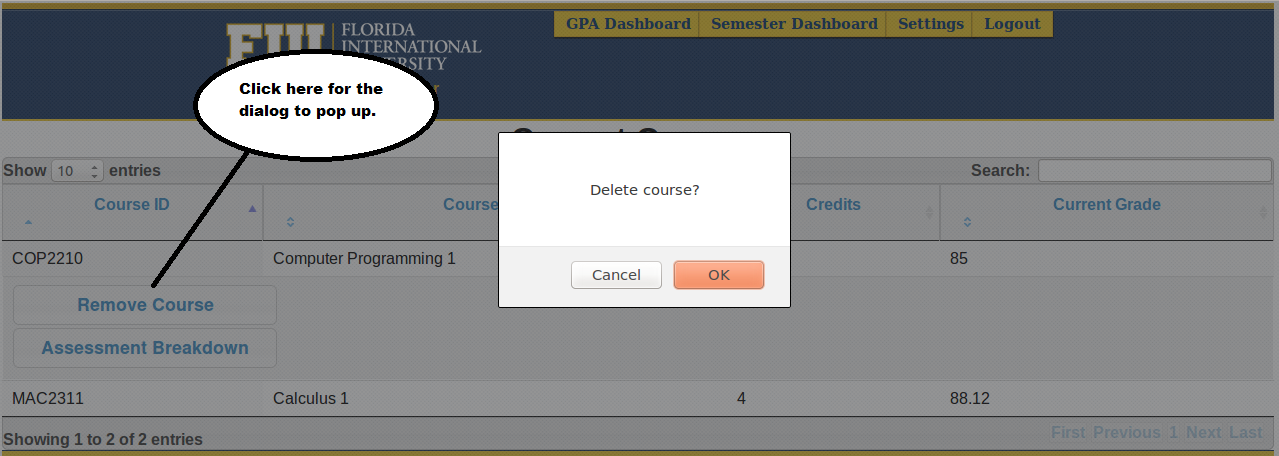 FIU
FLORIDA
INTERNATIONAL
GPA Dashboard Semester Dashboard Settings Logout
Click here for the
dialog to pop up.
Show 10 entries
Search:
Course ID Course Credits Current Grade
COP2210 Computer Programming 1 85
Delete course?
Cancel OK
Remove Course
Assessment Breakdown
MAC2311 Calculus 1 4 88.12
Showing 1 to 2 of 2 entries
First Previous 1 Next Last